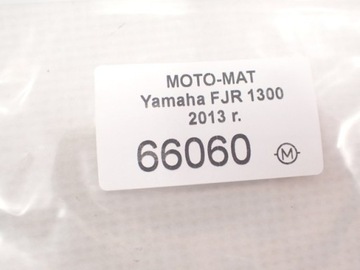 MOTO-MAT
Yamaha FJR 1300
2013 r.
66060 M